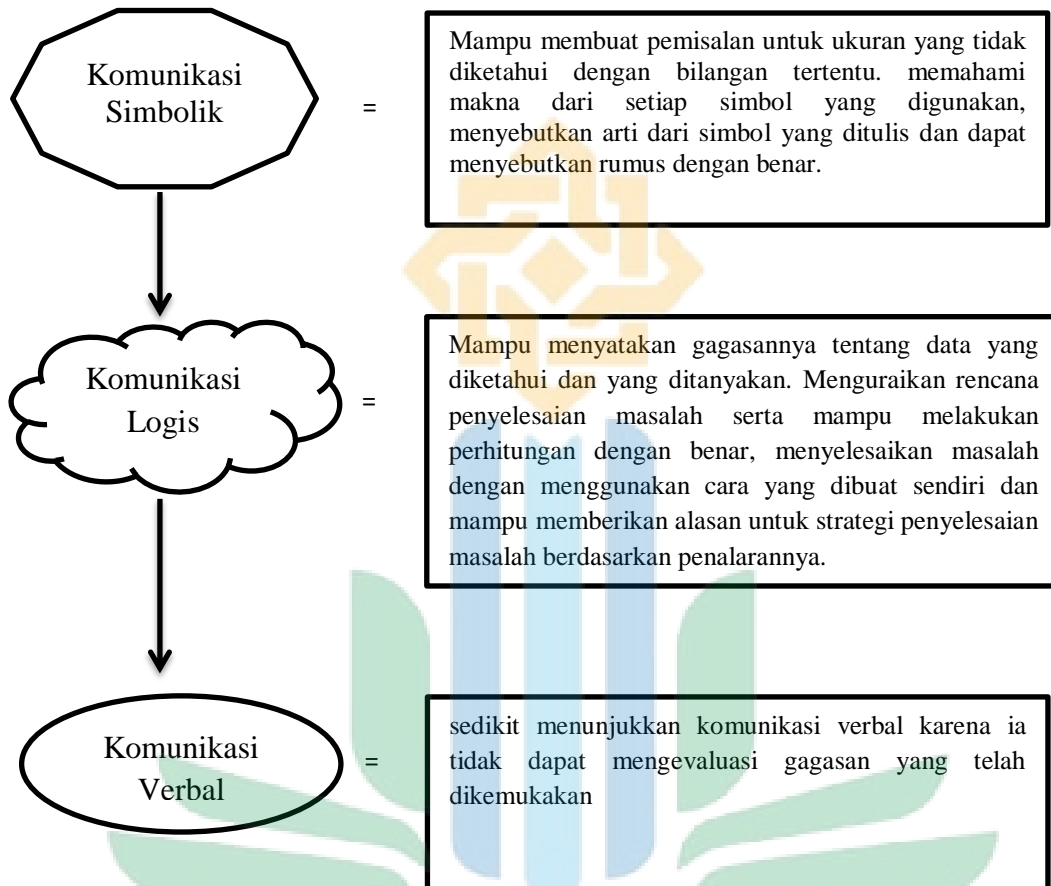 Komunikasi
Simbolik
=
Mampu membuat pemisalan untuk ukuran yang tidak
diketahui dengan bilangan tertentu. memahami
makna dari setiap simbol yang digunakan,
menyebutkan arti dari simbol yang ditulis dan dapat
menyebutkan rumus dengan benar.
Komunikasi
Logis
=
Mampu menyatakan gagasannya tentang data yang
diketahui dan yang ditanyakan. Menguraikan rencana
penyelesaian masalah serta mampu melakukan
perhitungan dengan benar, menyelesaikan masalah
dengan menggunakan cara yang dibuat sendiri dan
mampu memberikan alasan untuk strategi penyelesaian
masalah berdasarkan penalarannya.
Komunikasi
Verbal
=
sedikit menunjukkan komunikasi verbal karena ia
tidak dapat mengevaluasi gagasan yang telah
dikemukakan